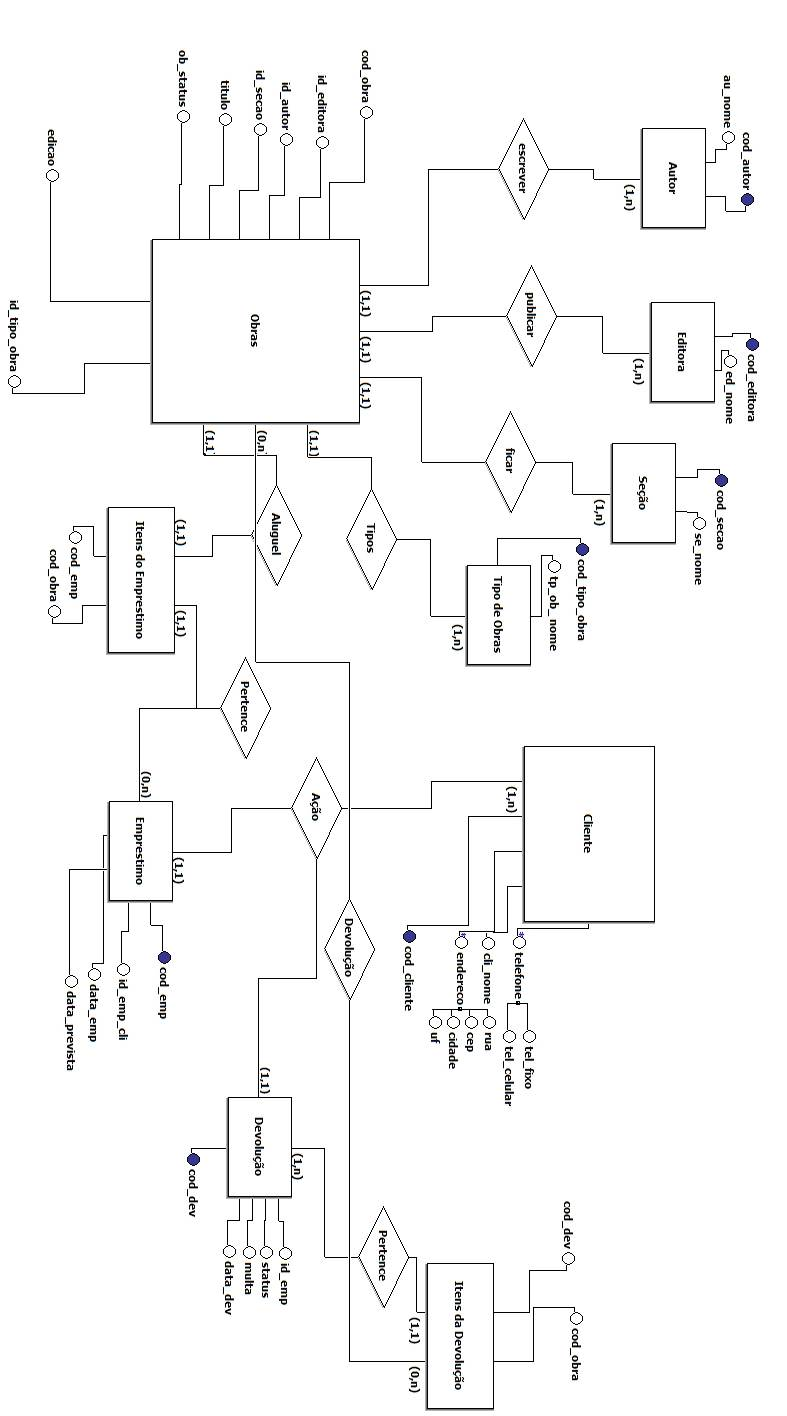 edicao
ob_status
titulo
id_secao
id_autor
id_editora
cod_obra
au_nome
cod_autor
id_tipo_obra
Obras
(1,1)
(1,1)
(1,1)
(1,1)
(0,n)
(1,1)
escrever
publicar
ficar
Autor
(1,n)
Editora
(1,n)
cod_editora
ed_nome
Seção
(1,n)
cod_secao
se_nome
Tipos
Tipo de Obras
(1,n)
cod_tipo_obra
tp_ob_nome
Aluguel
Itens do Emprestimo
(1,1)
(1,1)
cod_emp
cod_obra
Pertence
(0,n)
Emprestimo
(1,1)
cod_emp
id_emp_cli
data_emp
data_prevista
Ação
Cliente
(1,n)
cod_cliente
cli_nome
endereco
telefone
rua
cep
cidade
uf
tel_fixo
tel_celular
Devolução
Devolução
(1,1)
(1,n)
cod_dev
id_emp
status
multa
data_dev
Pertence
Itens da Devolução
(1,1)
(0,n)
cod_dev
cod_obra